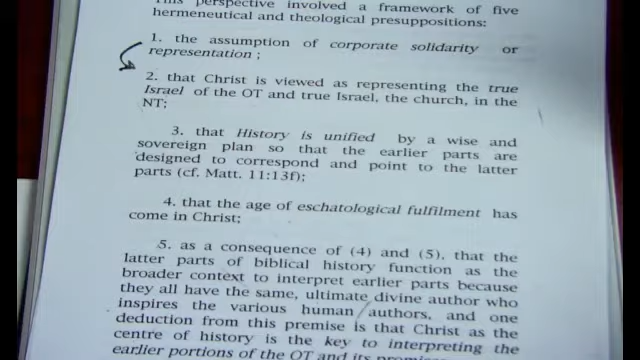 This perspective involved a framework of five
hermeneutical and theological presuppositions:
1. the assumption of corporate solidarity or
representation ;
2. that Christ is viewed as representing the true
Israel of the OT and true Israel, the church, in the
NT;
3. that History is unified by a wise and
sovereign plan so that the earlier parts are
designed to correspond and point to the latter
parts (cf. Matt. 11:13f);
4. that the age of eschatological fulfilment has
come in Christ;
5. as a consequence of (4) and (5), that the
latter parts of biblical history function as the
broader context to interpret earlier parts because
they all have the same, ultimate divine author who
inspires the various human authors, and one
deduction from this premise is that Christ as the
centre of history is the key to interpreting the
earlier portions of the OT and its promises